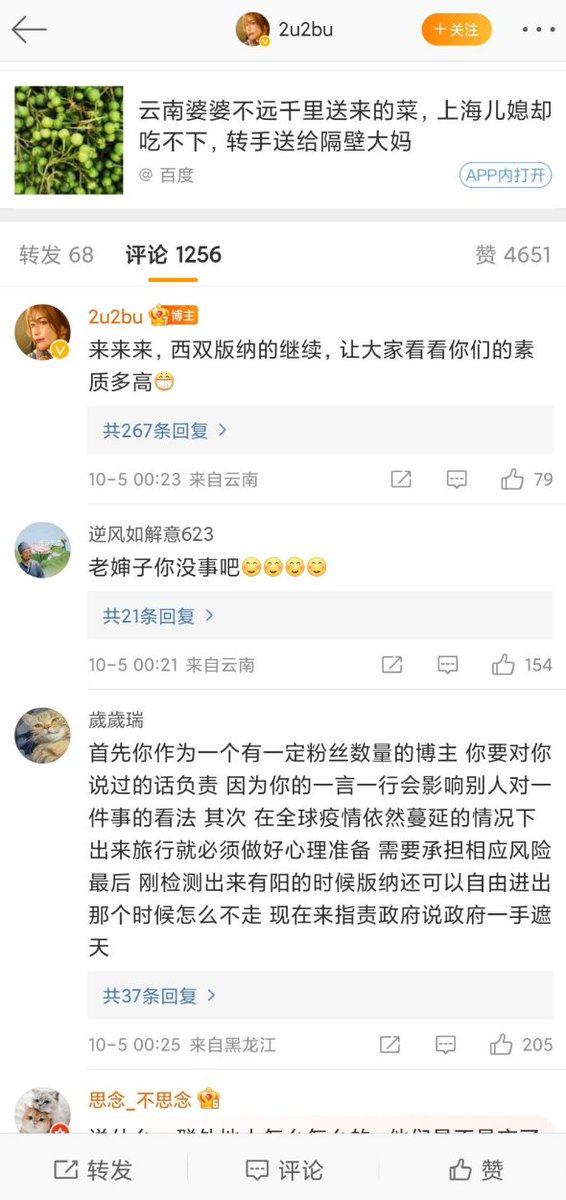 2u2bu
+关注
云南婆婆不远千里送来的菜，上海儿媳却
吃不下，转手送给隔壁大妈
@ 百度
APP内打开
转发 68
评论 1256
赞 4651
2u2bu 博主
来来来，西双版纳的继续，让大家看看你们的素
质多高😁
共267条回复 >
10-5 00:23 来自云南
79
逆风如解意623
老婶子你没事吧😊😊😊😊
共21条回复 >
10-5 00:21 来自云南
154
歲歲瑞
首先你作为一个有一定粉丝数量的博主 你要对你
说过的话负责 因为你的一言一行会影响别人对一
件事的看法 其次 在全球疫情依然蔓延的情况下
出来旅行就必须做好心理准备 需要承担相应风险
最后 刚检测出来有阳的时候版纳还可以自由进出
那个时候怎么不走 现在来指责政府说政府一手遮
天
共37条回复 >
10-5 00:25 来自黑龙江
205
思念_不思念
转发
评论
赞